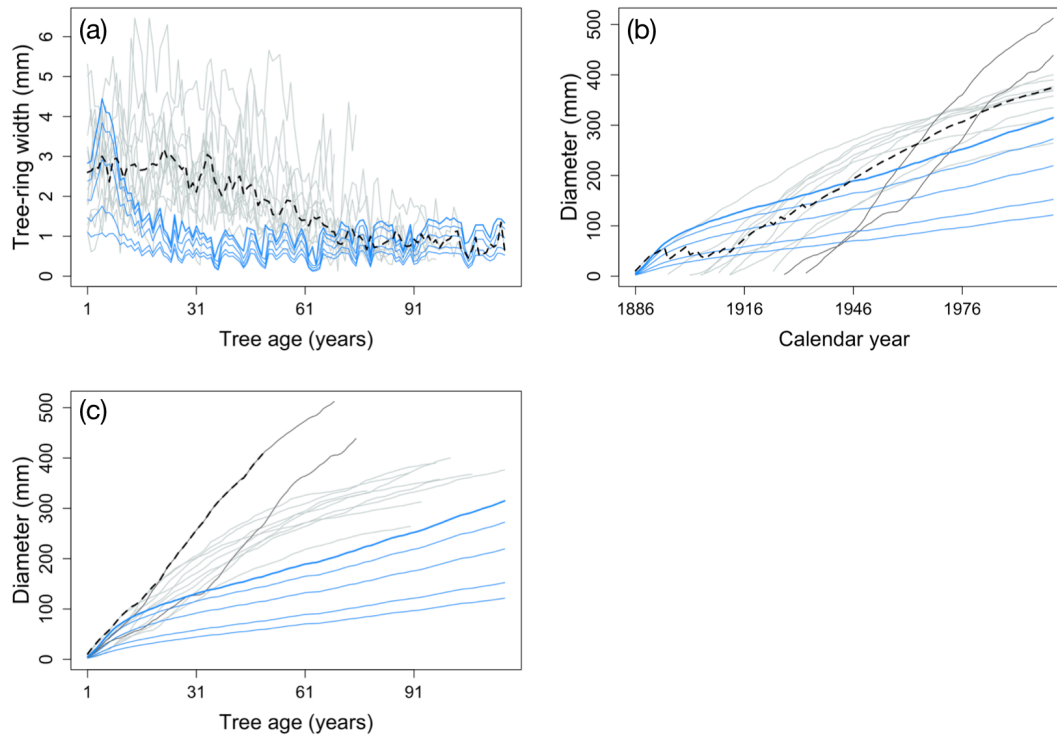 (a)
Tree-ring width (mm)
6
5
4
3
2
1
0
1 31 61 91
Tree age (years)
(b)
Diameter (mm)
500
400
300
200
100
0
1886 1916 1946 1976
Calendar year
(c)
Diameter (mm)
500
400
300
200
100
0
1 31 61 91
Tree age (years)